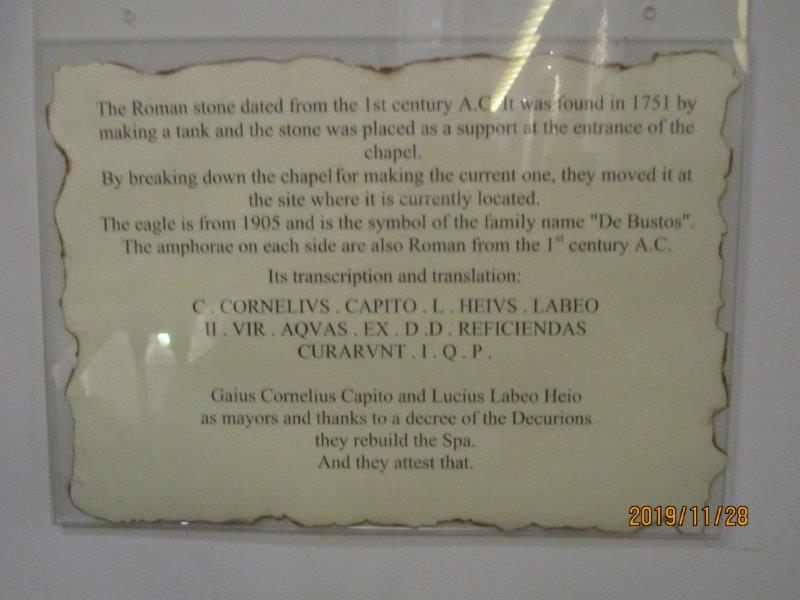 The Roman stone dated from the 1st century A.C. It was found in 1751 by
making a tank and the stone was placed as a support at the entrance of the
chapel.
By breaking down the chapel for making the current one, they moved it at
the site where it is currently located.
The eagle is from 1905 and is the symbol of the family name "De Bustos".
The amphorae on each side are also Roman from the 1st century A.C.
Its transcription and translation:
C . CORNELIVS . CAPITO . L . HEIVS . LABEO
II . VIR . AQVAS . EX . D . D . REFICIENDAS
CURARVNT . I . Q . P .
Gaius Cornelius Capito and Lucius Labeo Heio
as mayors and thanks to a decree of the Decurions
they rebuild the Spa.
And they attest that.
2019/11/28